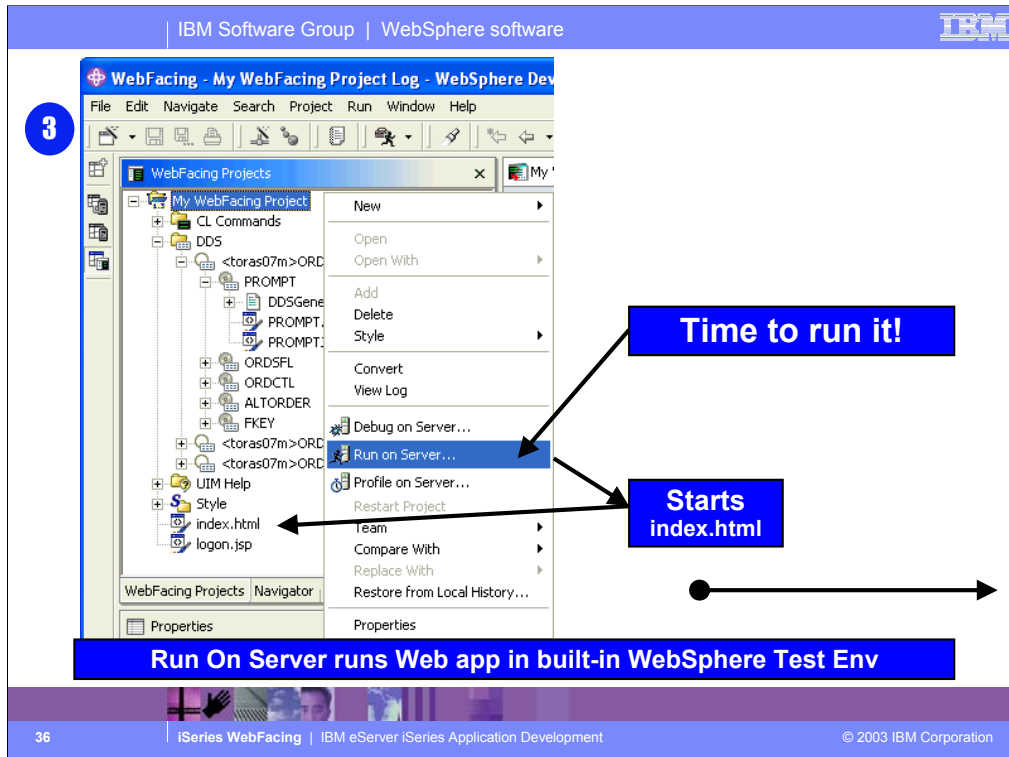 IBM Software Group | WebSphere software
IBM
3
WebFacing - My WebFacing Project Log - WebSphere Dev
File Edit Navigate Search Project Run Window Help
WebFacing Projects
My
My WebFacing Project
CL Commands
DDS
<toras07m>ORD
PROMPT
DDSGene
PROMPT.
PROMPTJ
ORDSFL
ORDCTL
ALTORDER
FKEY
<toras07m>ORD
<toras07m>ORD
UIM Help
Style
index.html
logon.jsp
WebFacing Projects Navigator
Properties
New
Open
Open With
Add
Delete
Style
Convert
View Log
Debug on Server...
Run on Server...
Profile on Server...
Restart Project
Team
Compare With
Replace With
Restore from Local History...
Properties
Time to run it!
Starts
index.html
Run On Server runs Web app in built-in WebSphere Test Env
36
iSeries WebFacing | IBM eServer iSeries Application Development
© 2003 IBM Corporation